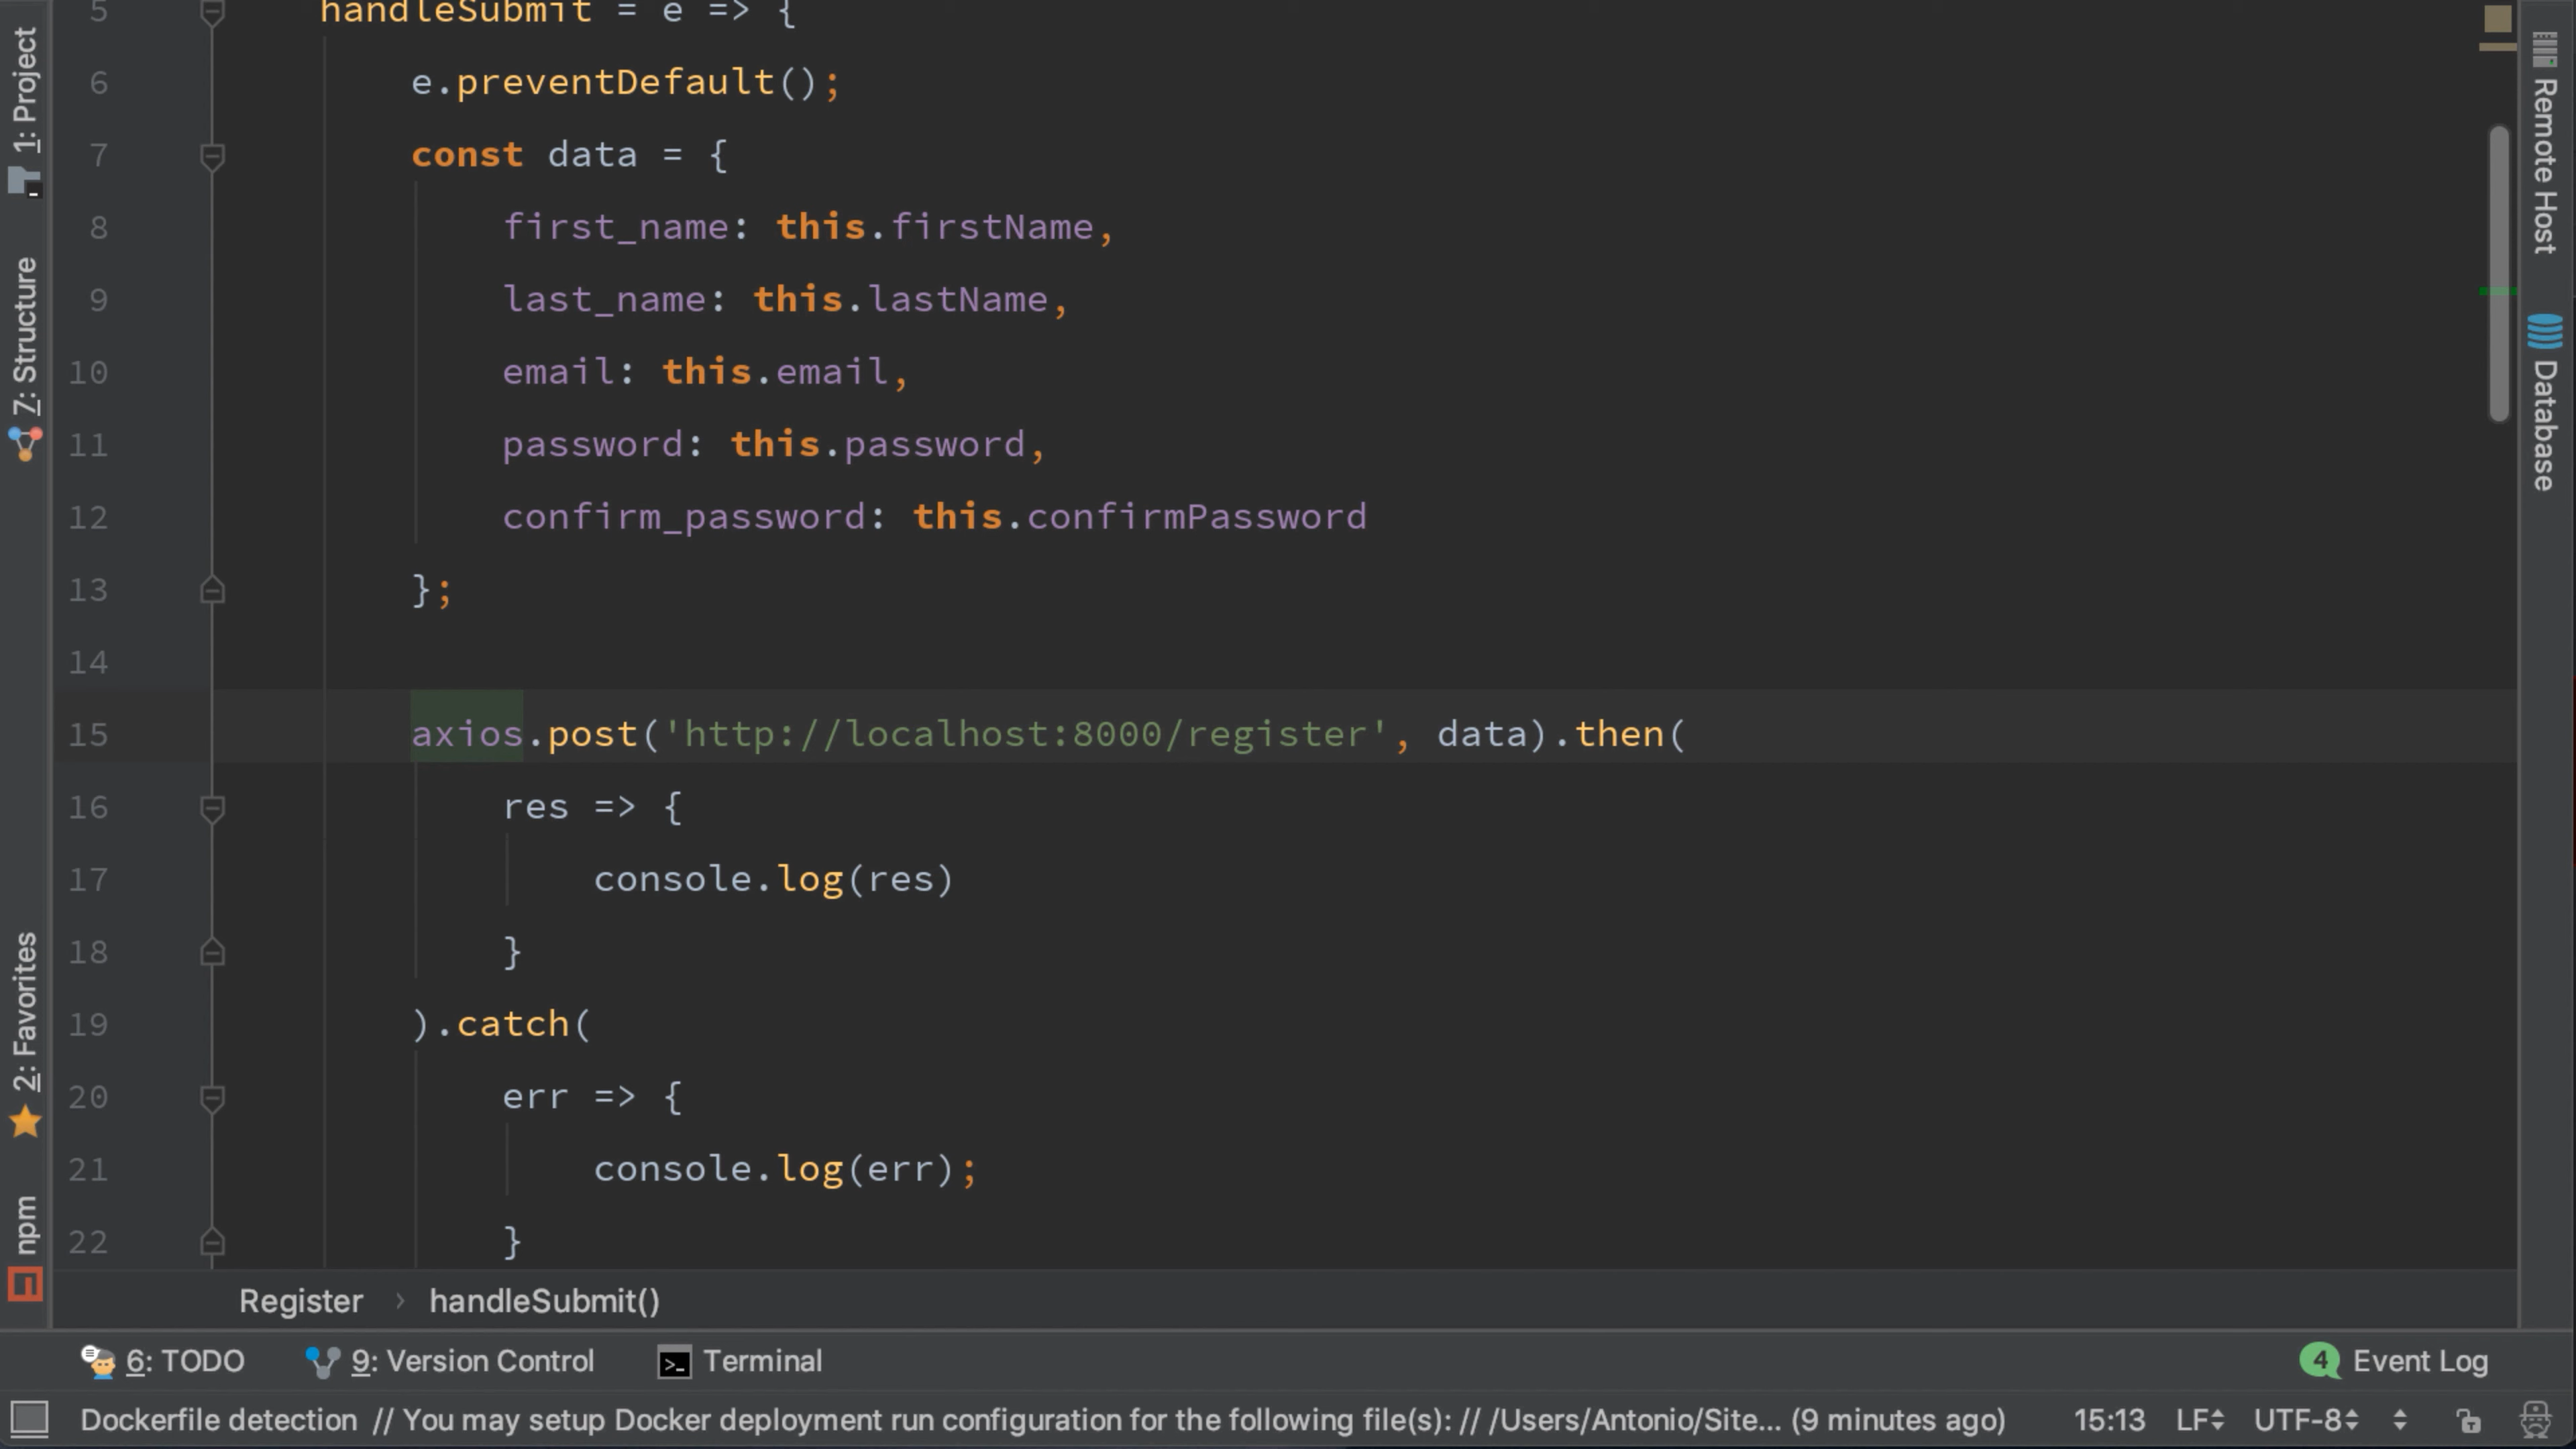 1: Project
7: Structure
2: Favorites
npm
5 handleSubmit = e => {
6 e.preventDefault();
7 const data = {
8 first_name: this.firstName,
9 last_name: this.lastName,
10 email: this.email,
11 password: this.password,
12 confirm_password: this.confirmPassword
13 };
14
15 axios.post('http://localhost:8000/register', data).then(
16 res => {
17 console.log(res)
18 }
19 ).catch(
20 err => {
21 console.log(err);
22 }
Remote Host
Database
Register › handleSubmit()
6: TODO 9: Version Control Terminal 4 Event Log
Dockerfile detection // You may setup Docker deployment run configuration for the following file(s): // /Users/Antonio/Site... (9 minutes ago) 15:13 LF UTF-8